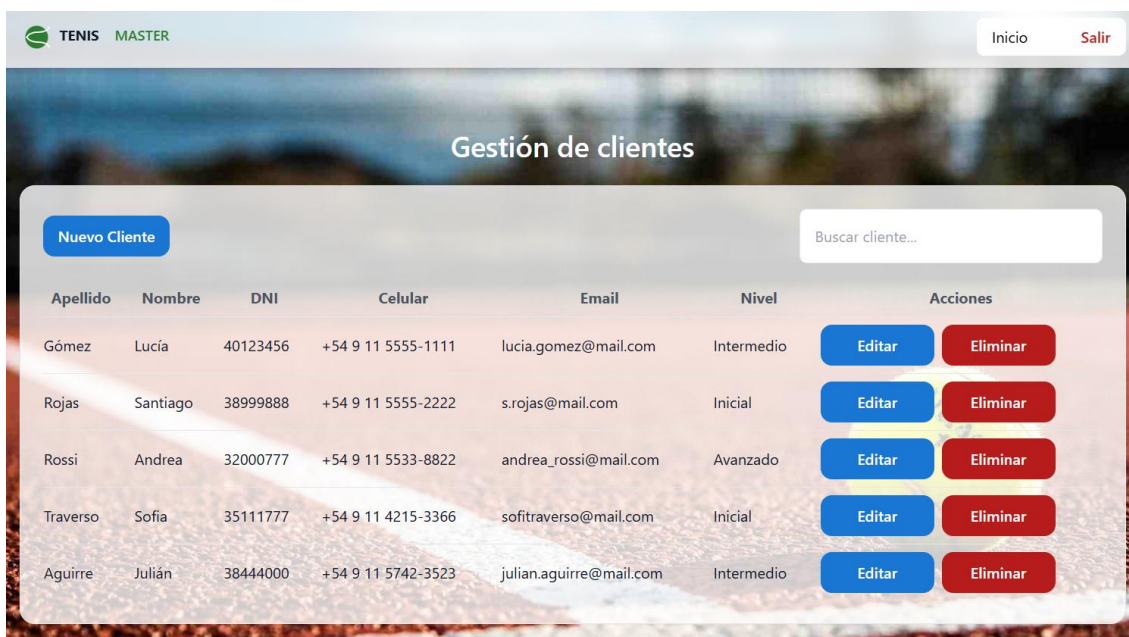 TENIS MASTER
Inicio Salir
Gestión de clientes
Nuevo Cliente
Buscar cliente...
Apellido Nombre DNI Celular Email Nivel Acciones
Gómez Lucía 40123456 +54 9 11 5555-1111 lucia.gomez@mail.com Intermedio Editar Eliminar
Rojas Santiago 38999888 +54 9 11 5555-2222 s.rojas@mail.com Inicial Editar Eliminar
Rossi Andrea 32000777 +54 9 11 5533-8822 andrea_rossi@mail.com Avanzado Editar Eliminar
Traverso Sofia 35111777 +54 9 11 4215-3366 sofitraverso@mail.com Inicial Editar Eliminar
Aguirre Julián 38444000 +54 9 11 5742-3523 julian.aguirre@mail.com Intermedio Editar Eliminar